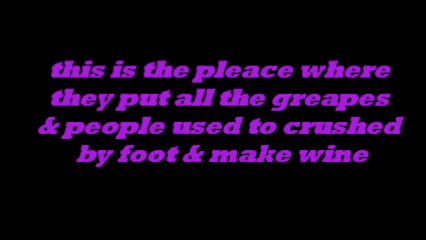 this is the pleace where
they put all the greapes
& people used to crushed
by foot & make wine